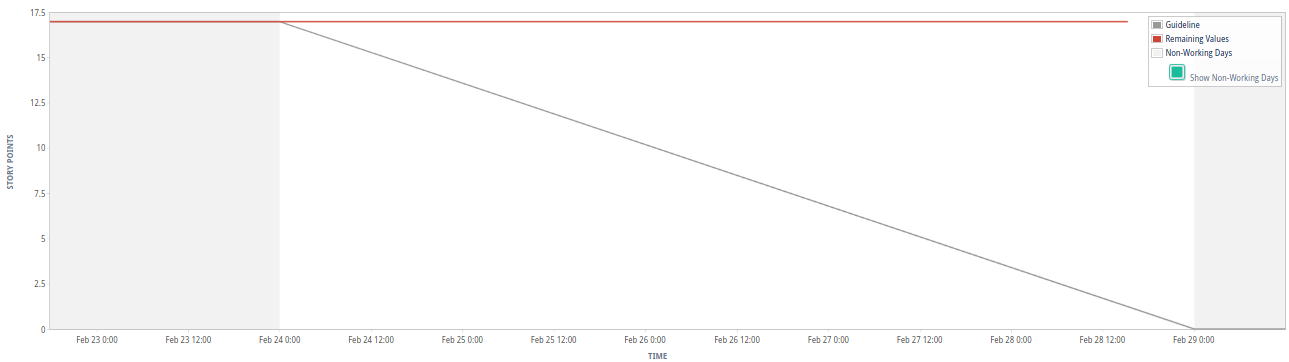 17.5
15
12.5
10
7.5
5
2.5
0
STORY POINTS
Guideline
Remaining Values
Non-Working Days
Show Non-Working Days
Feb 23 0:00 Feb 23 12:00 Feb 24 0:00 Feb 24 12:00 Feb 25 0:00 Feb 25 12:00 Feb 26 0:00 Feb 26 12:00 Feb 27 0:00 Feb 27 12:00 Feb 28 0:00 Feb 28 12:00 Feb 29 0:00
TIME